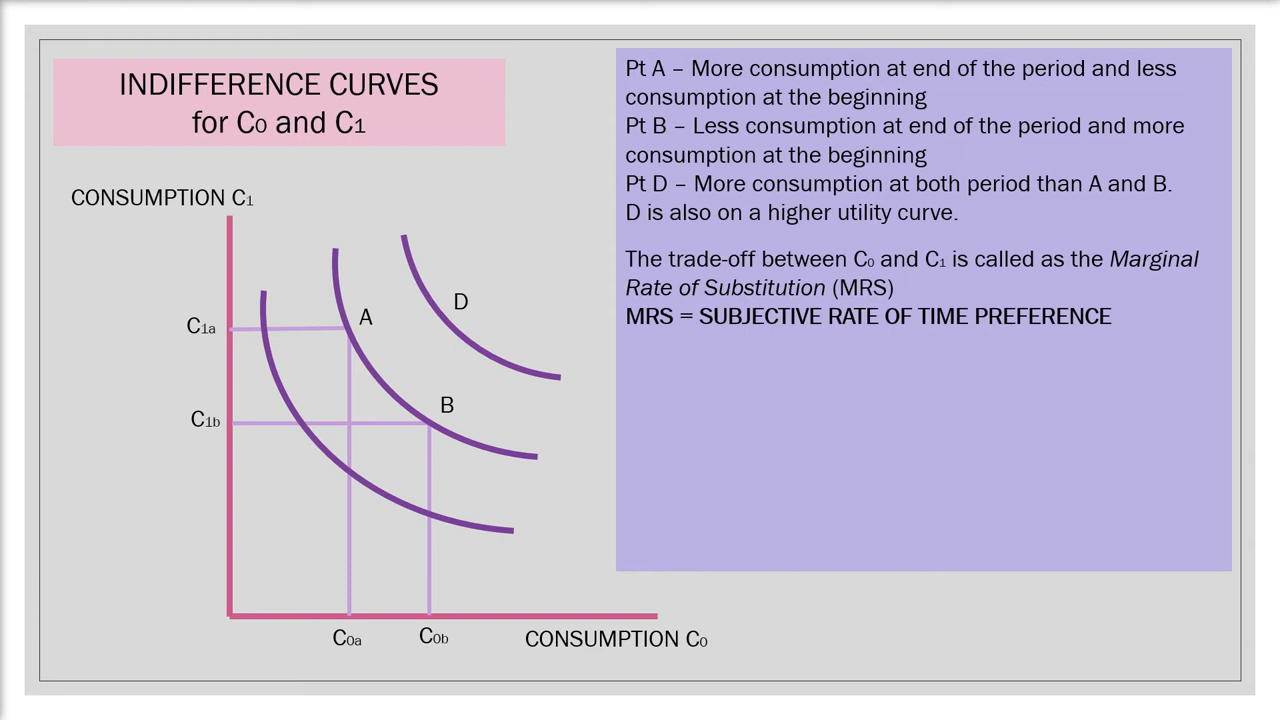 INDIFFERENCE CURVES
for C0 and C1
Pt A – More consumption at end of the period and less
consumption at the beginning
Pt B – Less consumption at end of the period and more
consumption at the beginning
Pt D – More consumption at both period than A and B.
D is also on a higher utility curve.
The trade-off between C0 and C1 is called as the Marginal
Rate of Substitution (MRS)
MRS = SUBJECTIVE RATE OF TIME PREFERENCE
CONSUMPTION C1
D
A
C1a
B
C1b
C0a
C0b
CONSUMPTION C0